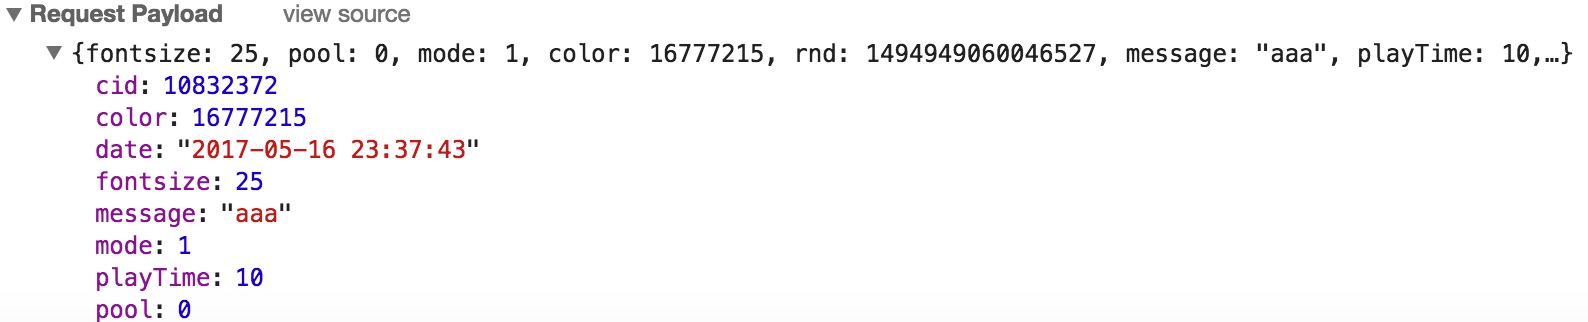 ▼ Request Payload view source
▼ {fontsize: 25, pool: 0, mode: 1, color: 16777215, rnd: 1494949060046527, message: "aaa", playTime: 10,…}
cid: 10832372
color: 16777215
date: "2017-05-16 23:37:43"
fontsize: 25
message: "aaa"
mode: 1
playTime: 10
pool: 0